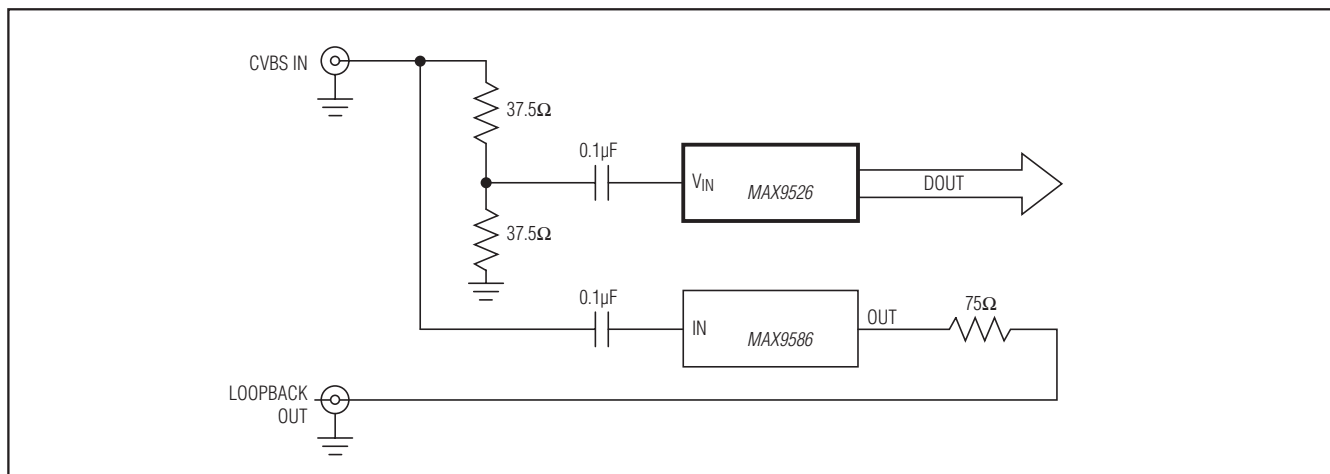 CVBS IN
37.5Ω
0.1µF
VIN
MAX9526
DOUT
37.5Ω
0.1µF
IN
MAX9586
OUT
75Ω
LOOPBACK
OUT